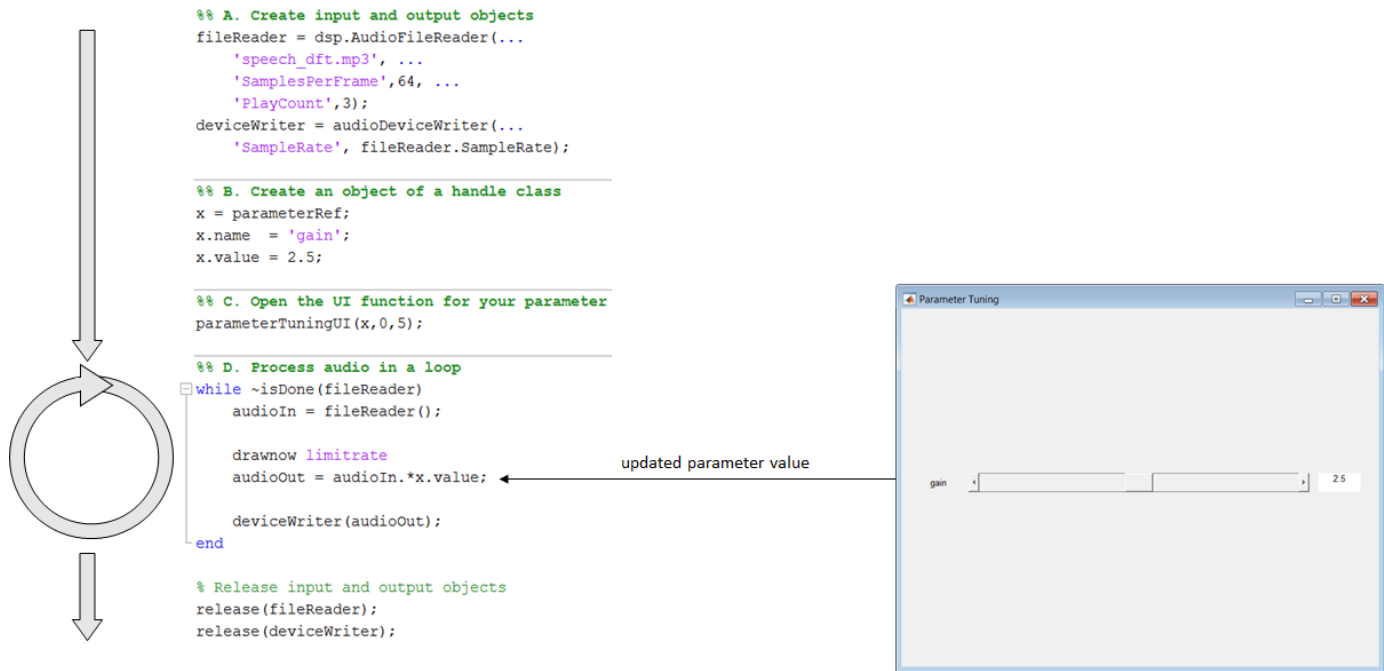 %% A. Create input and output objects
fileReader = dsp.AudioFileReader(...
    'speech_dft.mp3', ...
    'SamplesPerFrame',64, ...
    'PlayCount',3);
deviceWriter = audioDeviceWriter(...
    'SampleRate', fileReader.SampleRate);
%% B. Create an object of a handle class
x = parameterRef;
x.name  = 'gain';
x.value = 2.5;
%% C. Open the UI function for your parameter
parameterTuningUI(x,0,5);
%% D. Process audio in a loop
while ~isDone(fileReader)
    audioIn = fileReader();
    drawnow limitrate
    audioOut = audioIn.*x.value;
    deviceWriter(audioOut);
end
% Release input and output objects
release(fileReader);
release(deviceWriter);
updated parameter value
Parameter Tuning
gain
2.5